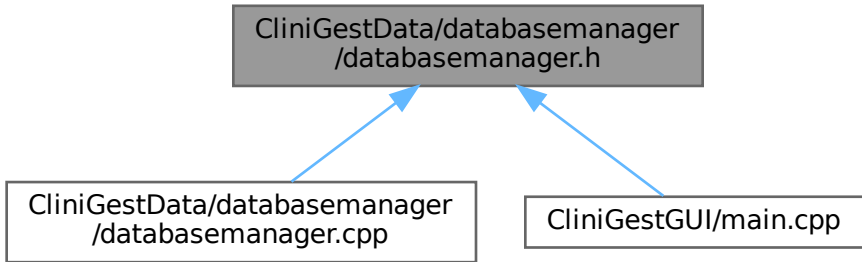 CliniGestData/databasemanager
/databasemanager.h
CliniGestData/databasemanager
/databasemanager.cpp
CliniGestGUI/main.cpp